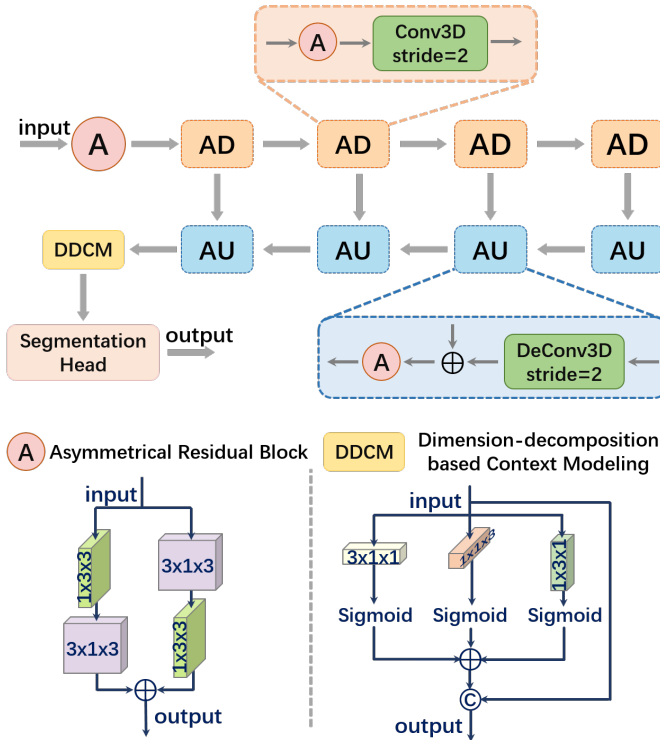 A
Conv3D
stride=2
input
A
AD
AD
AD
AD
DDCM
AU
AU
AU
AU
Segmentation
Head
output
A
DeConv3D
stride=2
A
Asymmetrical Residual Block
DDCM
Dimension-decomposition
based Context Modeling
input
1x3x3
3x1x3
3x1x3
1x3x3
output
input
3x1x1
1x1x3
1x3x1
Sigmoid
Sigmoid
Sigmoid
C
output